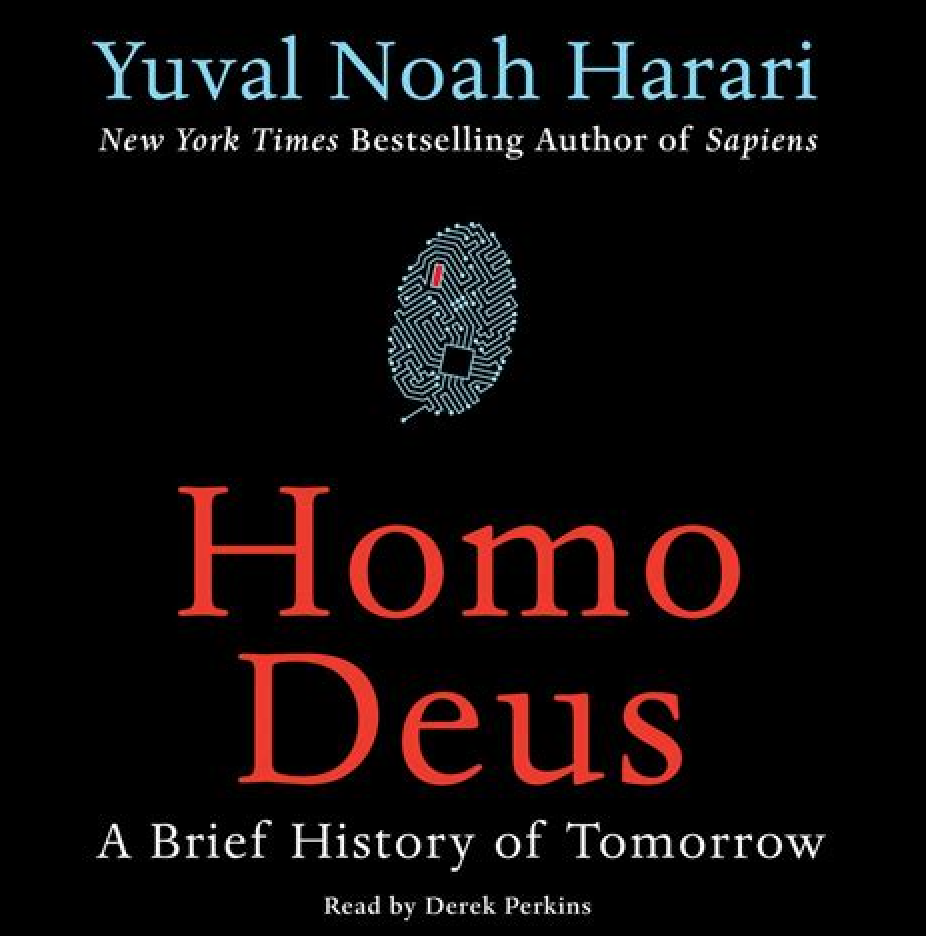 Yuval Noah Harari
New York Times Bestselling Author of Sapiens
Homo
Deus
A Brief History of Tomorrow
Read by Derek Perkins